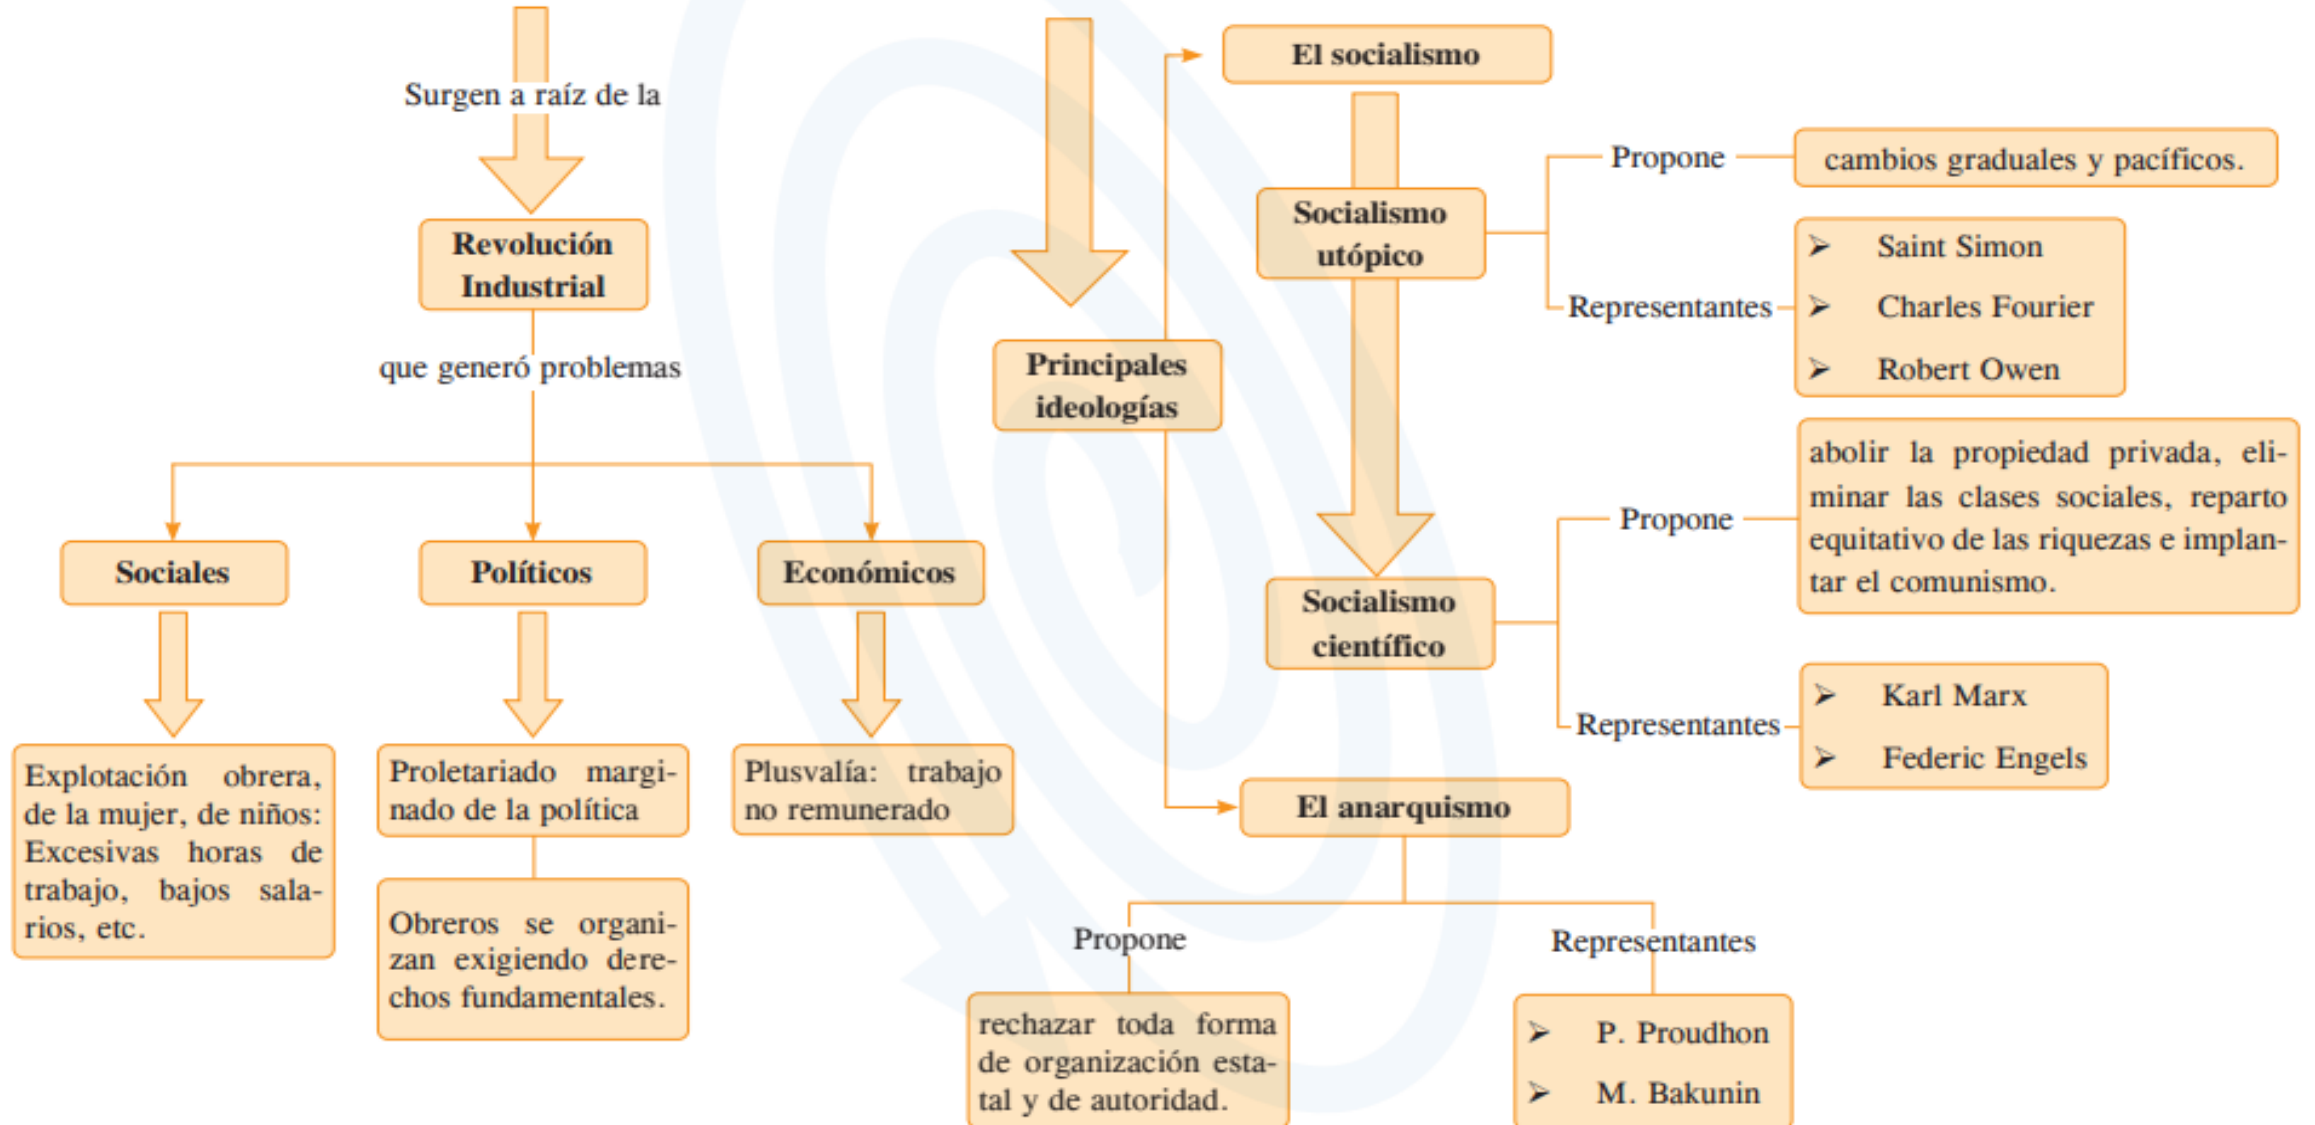 Surgen a raíz de la
Revolución
Industrial
que generó problemas
Sociales
Explotación obrera,
de la mujer, de niños:
Excesivas horas de
trabajo, bajos sala-
rios, etc.
Políticos
Proletariado margi-
nado de la política
Obreros se organi-
zan exigiendo dere-
chos fundamentales.
Económicos
Plusvalía: trabajo
no remunerado
Principales
ideologías
El socialismo
Socialismo
utópico
Propone
cambios graduales y pacíficos.
Representantes
➤ Saint Simon
➤ Charles Fourier
➤ Robert Owen
Socialismo
científico
Propone
abolir la propiedad privada, eli-
minar las clases sociales, reparto
equitativo de las riquezas e implan-
tar el comunismo.
Representantes
➤ Karl Marx
➤ Federic Engels
El anarquismo
Propone
rechazar toda forma
de organización esta-
tal y de autoridad.
Representantes
➤ P. Proudhon
➤ M. Bakunin